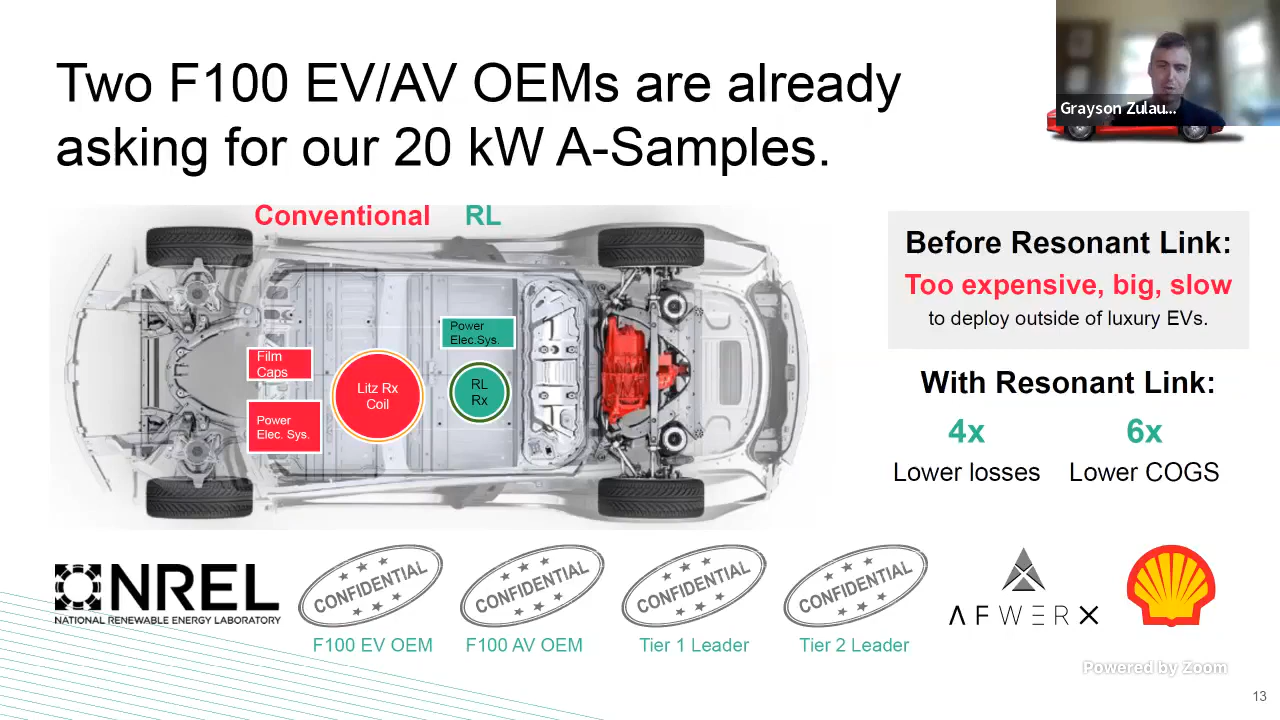 Two F100 EV/AV OEMs are already
asking for our 20 kW A-Samples.
Grayson Zulau...
Conventional RL
Film
Caps
Power
Elec. Sys.
Litz Rx
Coil
Power
Elec.Sys.
RL
Rx
Before Resonant Link:
Too expensive, big, slow
to deploy outside of luxury EVs.
With Resonant Link:
4x 6x
Lower losses Lower COGS
NREL
NATIONAL RENEWABLE ENERGY LABORATORY
CONFIDENTIAL
F100 EV OEM
CONFIDENTIAL
F100 AV OEM
CONFIDENTIAL
Tier 1 Leader
CONFIDENTIAL
Tier 2 Leader
AFWERX
Powered by Zoom
13